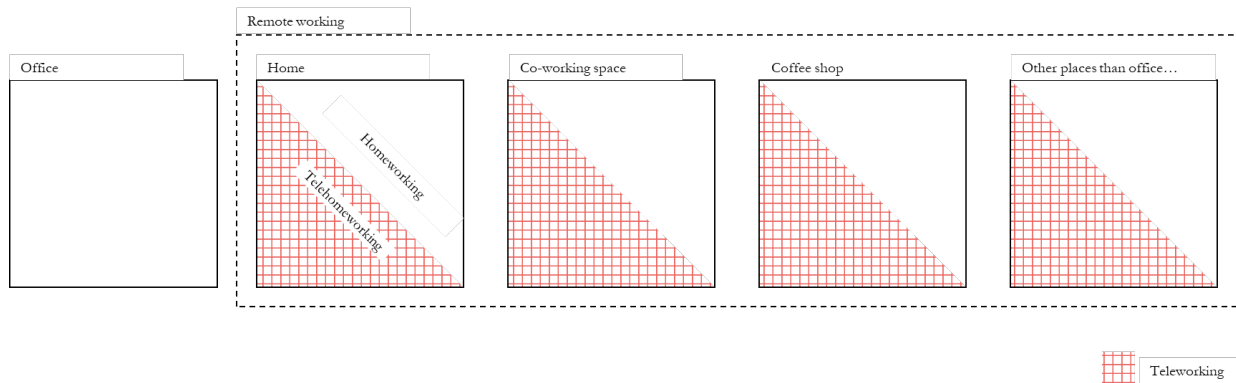 Remote working
Office
Home
Co-working space
Coffee shop
Other places than office…
Homeworking
Telehomeworking
Teleworking